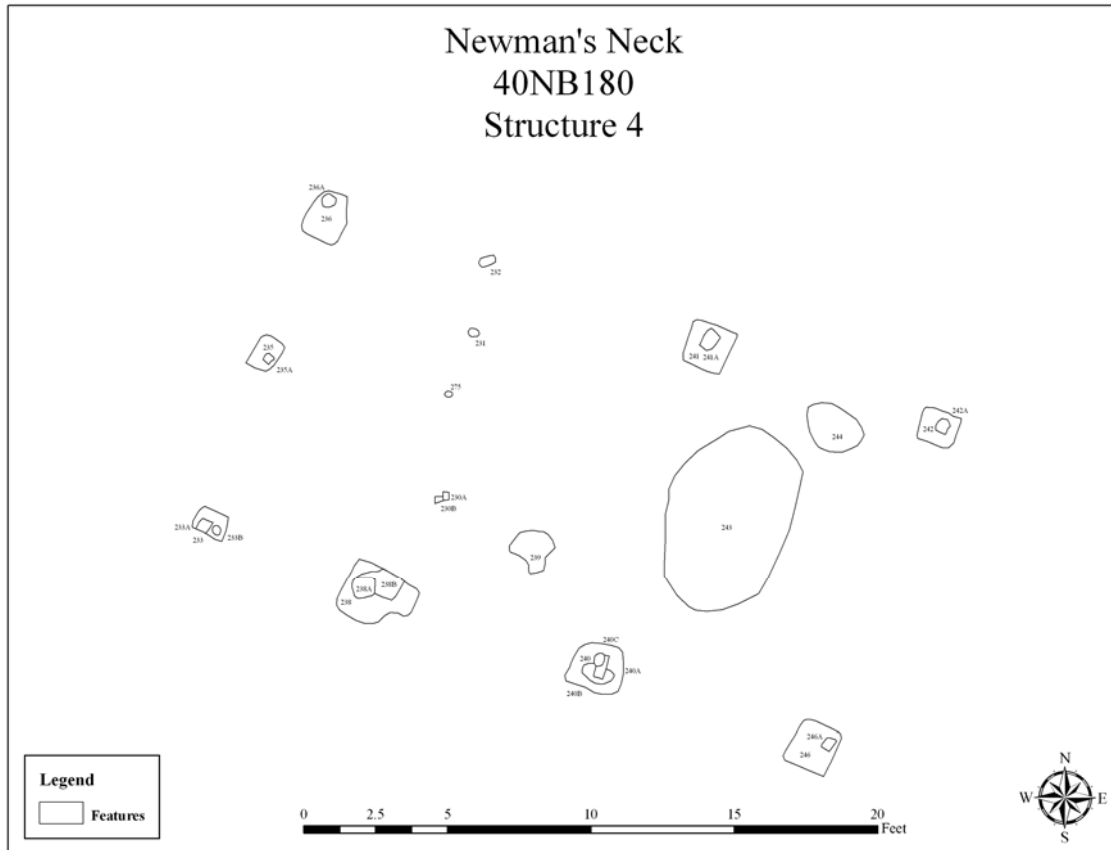 Newman's Neck
40NB180
Structure 4
236A
236
232
231
235
235A
241
241A
275
242A
242
244
230A
230B
233A
233
233B
243
239
238A
238B
238
240C
240
240A
240B
246A
246
Legend
Features
0 2.5 5 10 15 20
Feet
N
W E
S